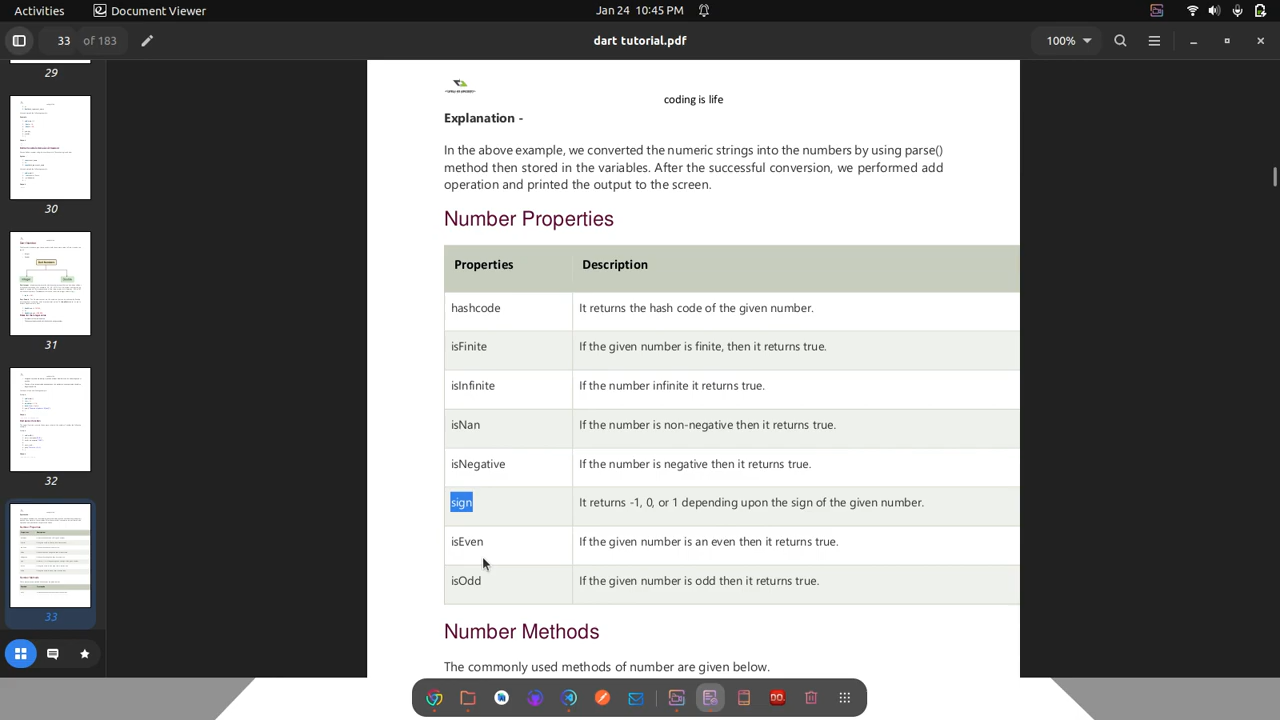 Activities
Document Viewer
Jan 24 10:45 PM
33 of 183
dart tutorial.pdf
100%
29
30
31
32
33
coding is life
Explanation -
In the above example, we converted the numeric strings into the numbers by using parse()
method then stored in the variables. After the successful conversion, we performed add
operation and printed the output to the screen.
Number Properties
Properties Description
hashcode It returns the hash code of the given number.
isFinite If the given number is finite, then it returns true.
isInfinite If the number infinite it returns true.
isNan If the number is non-negative then it returns true.
isNegative If the number is negative then it returns true.
sign It returns -1, 0, or 1 depending upon the sign of the given number.
isEven If the given number is an even then it returns true.
isOdd If the given number is odd then it returns true.
Number Methods
The commonly used methods of number are given below.